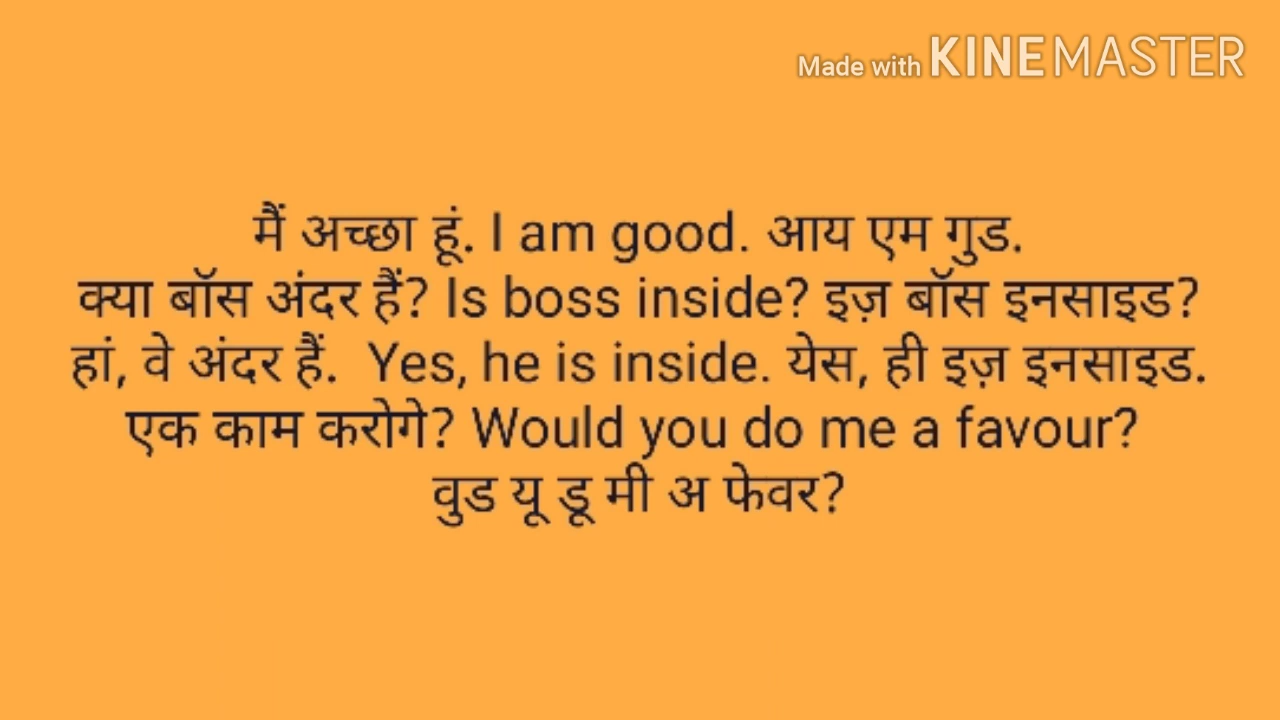 Made with KINEMASTER
मैं अच्छा हूं. I am good. आय एम गुड.
क्या बॉस अंदर हैं? Is boss inside? इज़ बॉस इनसाइड?
हां, वे अंदर हैं. Yes, he is inside. येस, ही इज़ इनसाइड.
एक काम करोगे? Would you do me a favour?
वुड यू डू मी अ फेवर?